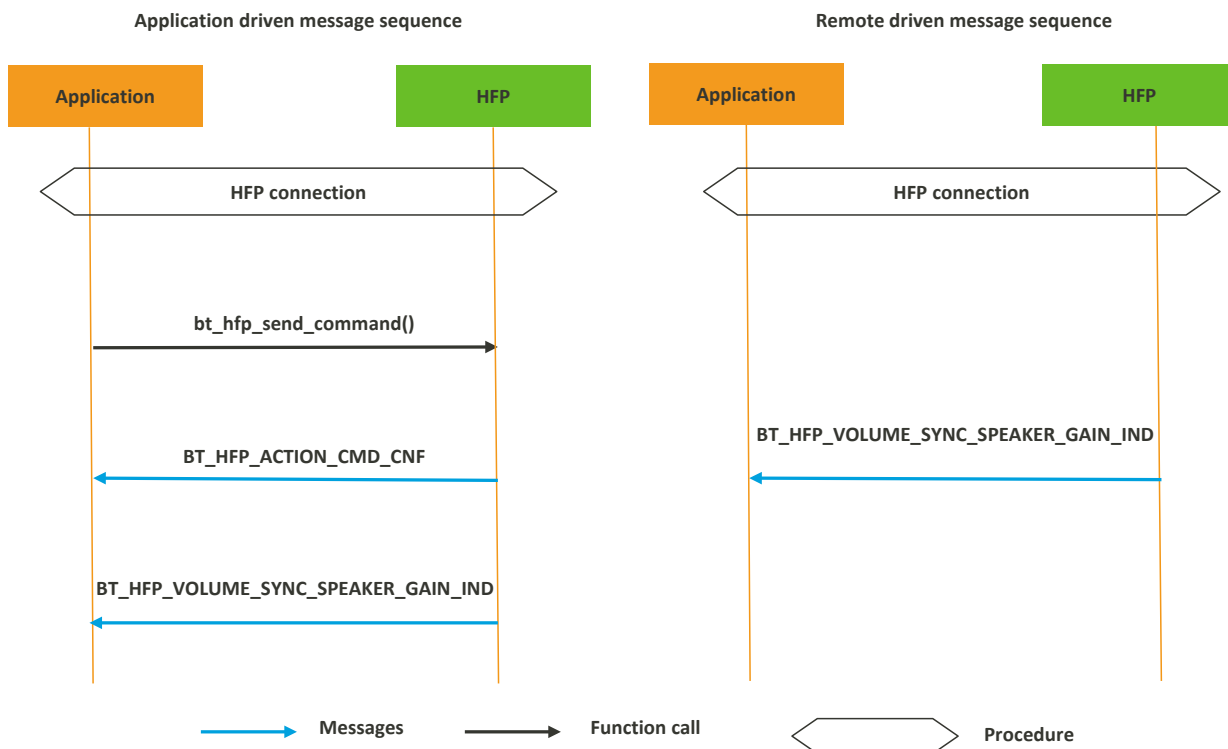 Application driven message sequence
Remote driven message sequence
Application
HFP
Application
HFP
HFP connection
HFP connection
bt_hfp_send_command()
BT_HFP_VOLUME_SYNC_SPEAKER_GAIN_IND
BT_HFP_ACTION_CMD_CNF
BT_HFP_VOLUME_SYNC_SPEAKER_GAIN_IND
Messages
Function call
Procedure